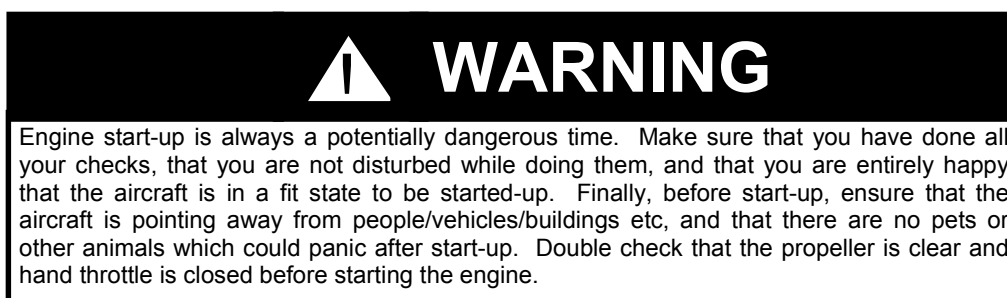 WARNING
Engine start-up is always a potentially dangerous time. Make sure that you have done all
your checks, that you are not disturbed while doing them, and that you are entirely happy
that the aircraft is in a fit state to be started-up. Finally, before start-up, ensure that the
aircraft is pointing away from people/vehicles/buildings etc, and that there are no pets or
other animals which could panic after start-up. Double check that the propeller is clear and
hand throttle is closed before starting the engine.